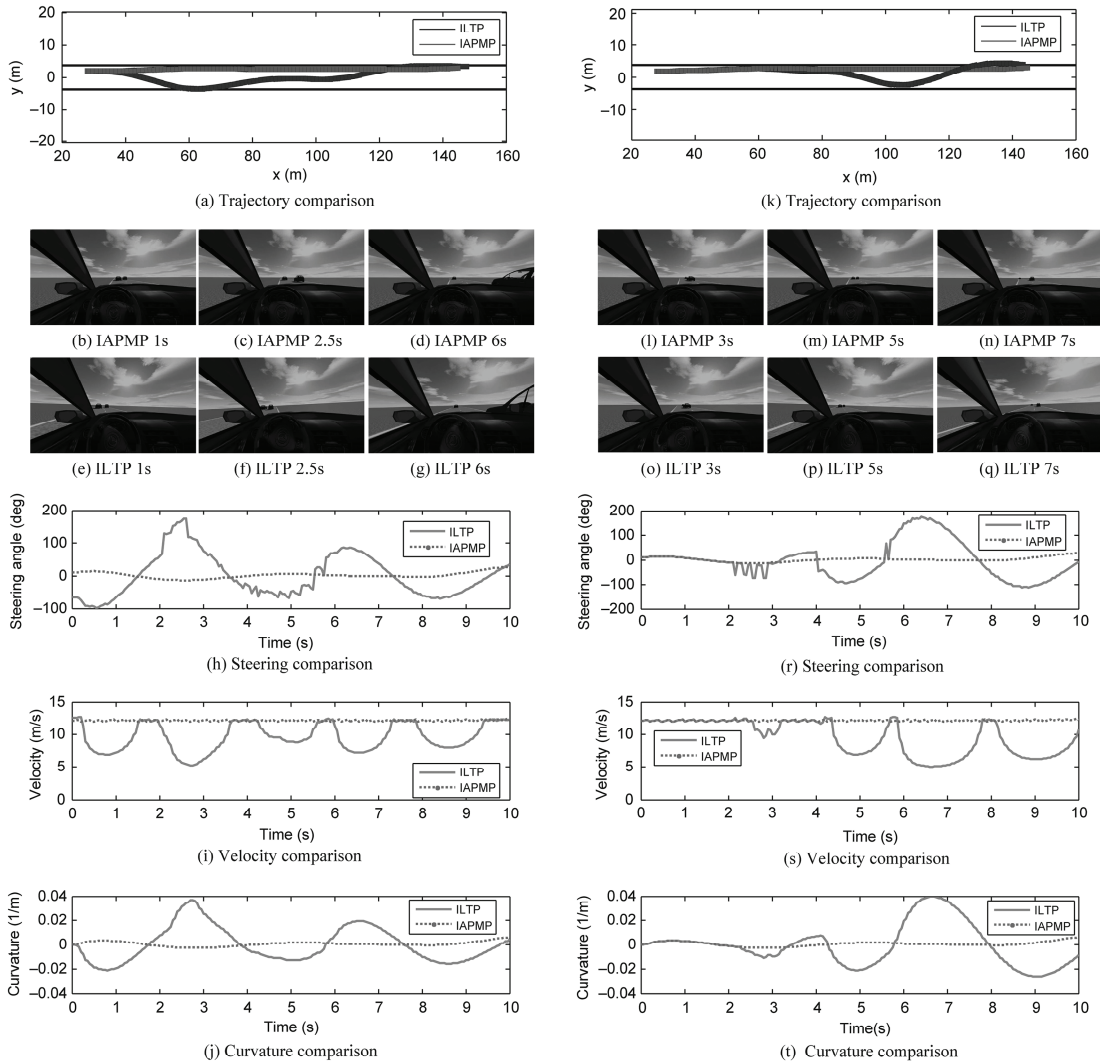 20
10
0
−10
−20
y (m)
20 40 60 80 100 120 140 160
x (m)
IILTP
IAPMP
(a) Trajectory comparison
20
10
0
−10
y (m)
20 40 60 80 100 120 140 160
x (m)
ILTP
IAPMP
(k) Trajectory comparison
(b) IAPMP 1s
(c) IAPMP 2.5s
(d) IAPMP 6s
(l) IAPMP 3s
(m) IAPMP 5s
(n) IAPMP 7s
(e) ILTP 1s
(f) ILTP 2.5s
(g) ILTP 6s
(o) ILTP 3s
(p) ILTP 5s
(q) ILTP 7s
200
100
0
−100
Steering angle (deg)
0 1 2 3 4 5 6 7 8 9 10
Time (s)
ILTP
IAPMP
(h) Steering comparison
200
100
0
−100
−200
Steering angle (deg)
0 1 2 3 4 5 6 7 8 9 10
Time (s)
ILTP
IAPMP
(r) Steering comparison
15
10
5
0
Velocity (m/s)
0 1 2 3 4 5 6 7 8 9 10
Time (s)
ILTP
IAPMP
(i) Velocity comparison
15
10
5
0
Velocity (m/s)
0 1 2 3 4 5 6 7 8 9 10
Time (s)
ILTP
IAPMP
(s) Velocity comparison
0.04
0.02
0
−0.02
−0.04
Curvature (1/m)
0 1 2 3 4 5 6 7 8 9 10
Time (s)
ILTP
IAPMP
(j) Curvature comparison
0.04
0.02
0
−0.02
0.04
Curvature (1/m)
0 1 2 3 4 5 6 7 8 9 10
Time(s)
ILTP
IAPMP
(t) Curvature comparison